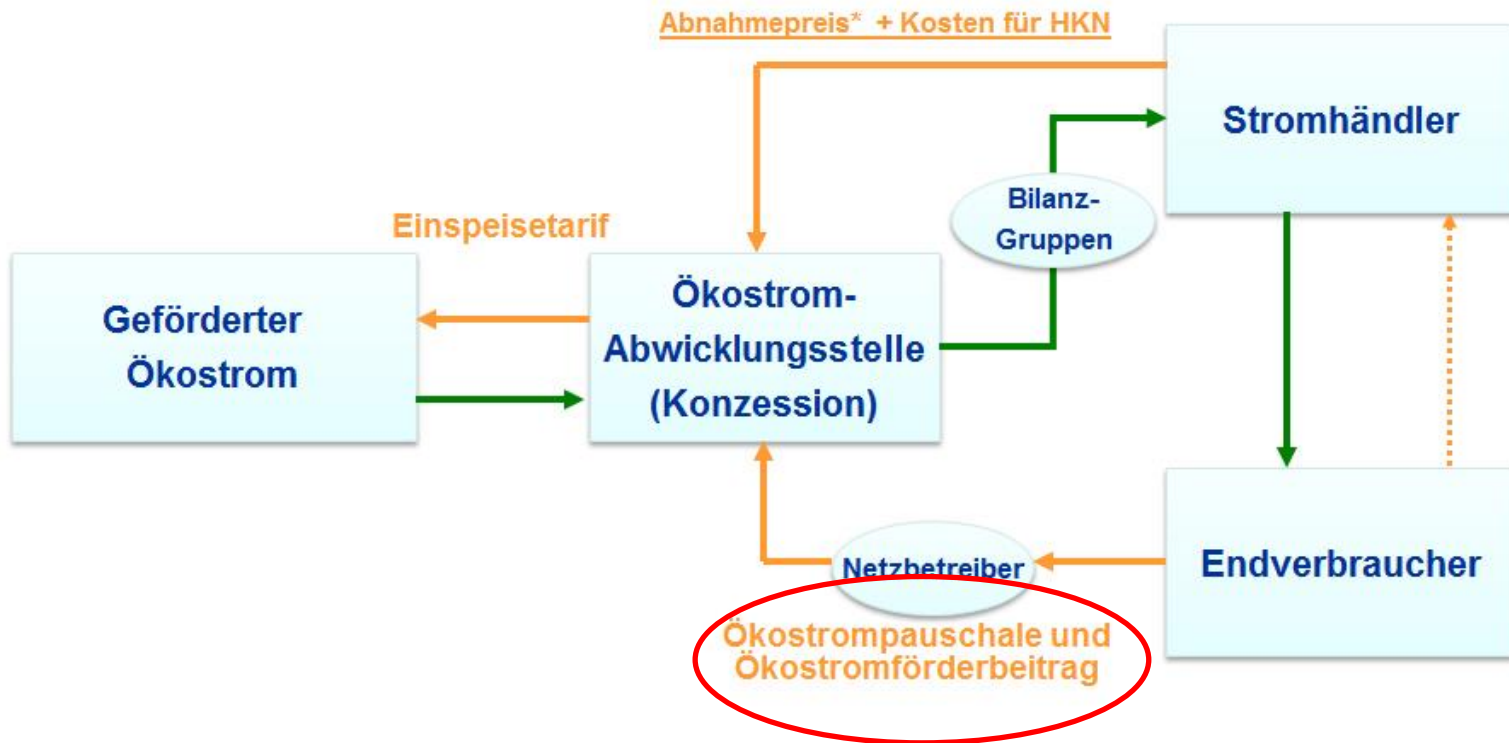 Abnahmepreis* + Kosten für HKN
Stromhändler
Bilanz-
Gruppen
Einspeisetarif
Geförderter
Ökostrom
Ökostrom-
Abwicklungsstelle
(Konzession)
Netzbetreiber
Endverbraucher
Ökostrompauschale und
Ökostromförderbeitrag